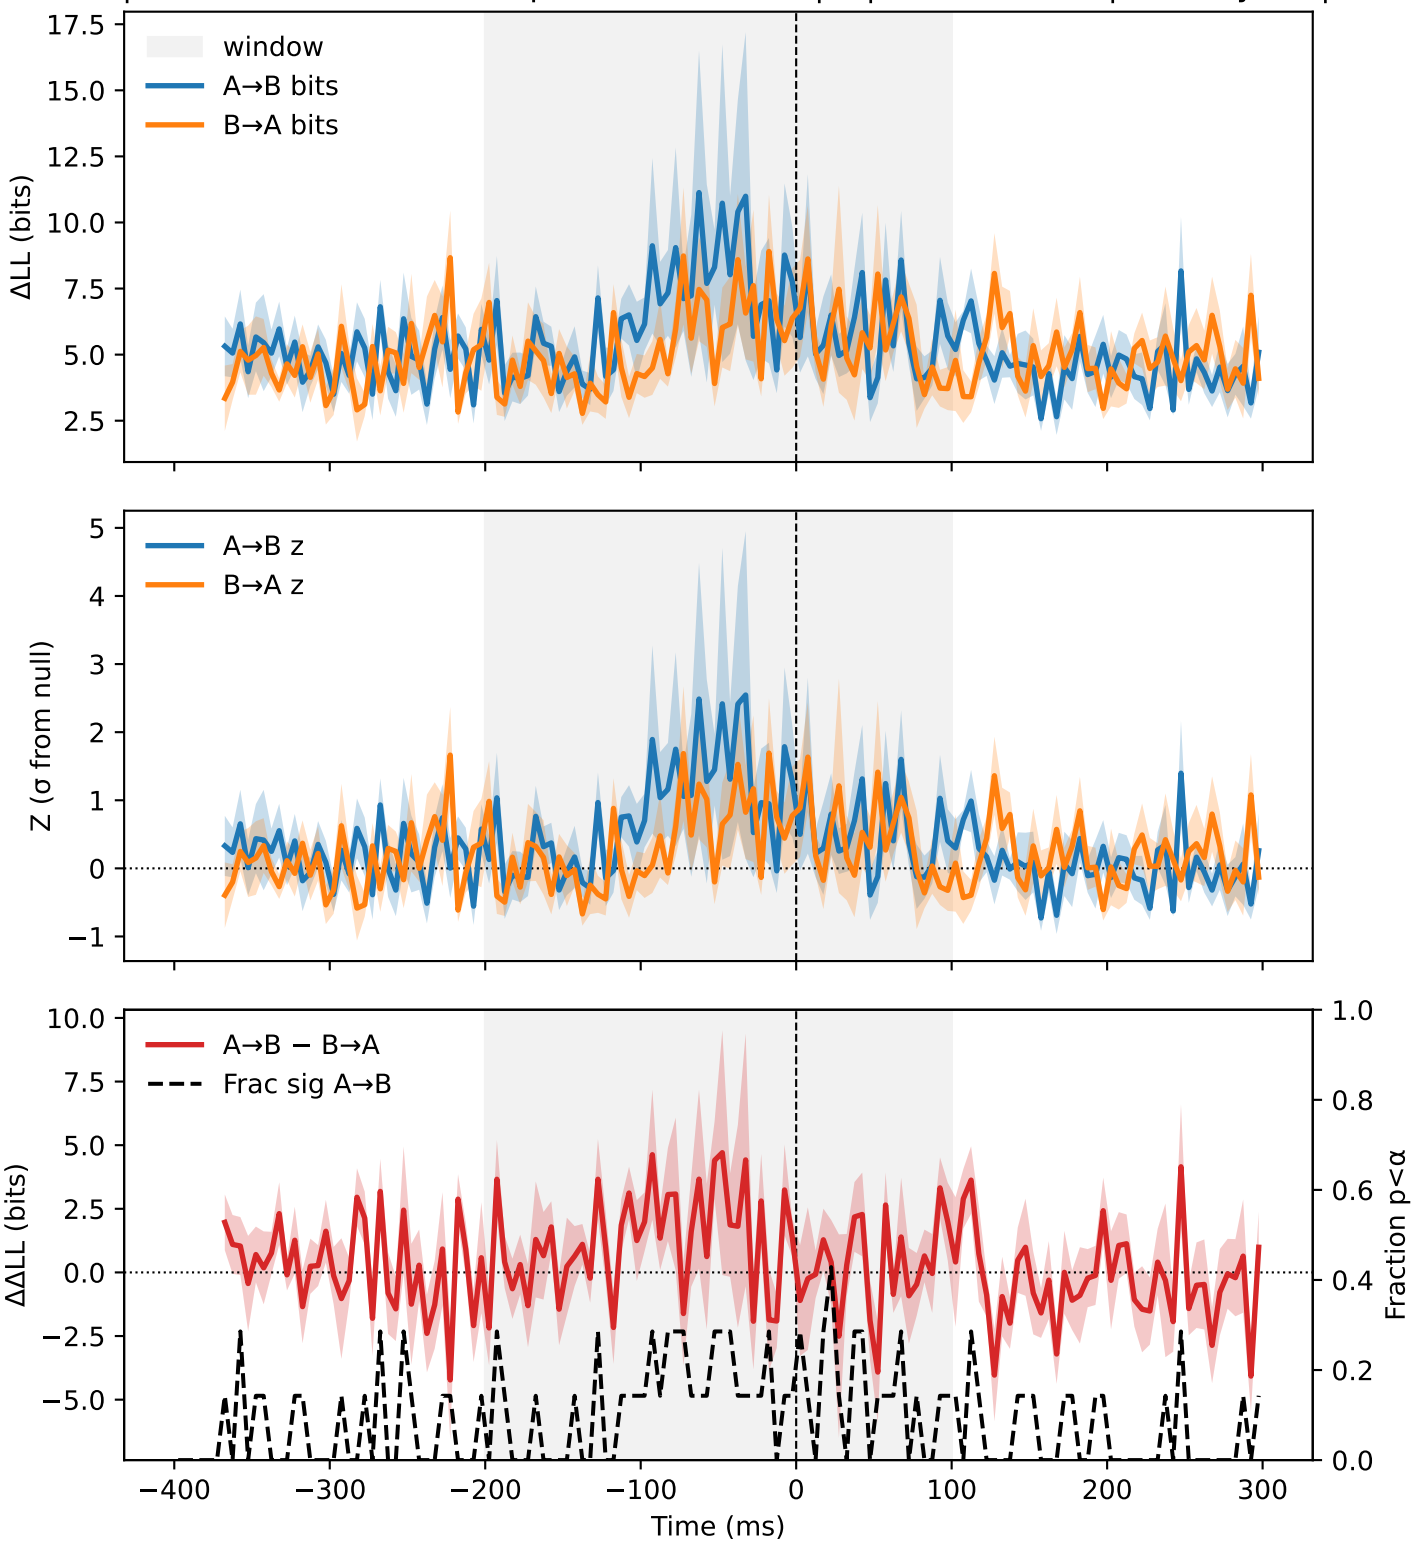 17.5
15.0
12.5
10.0
7.5
5.0
2.5
ΔLL (bits)
window
A→B bits
B→A bits
5
4
3
2
1
0
−1
Z (σ from null)
A→B z
B→A z
10.0
7.5
5.0
2.5
0.0
−2.5
−5.0
ΔΔLL (bits)
A→B − B→A
Frac sig A→B
1.0
0.8
0.6
0.4
0.2
0.0
Fraction p<α
−400 −300 −200 −100 0 100 200 300
Time (ms)